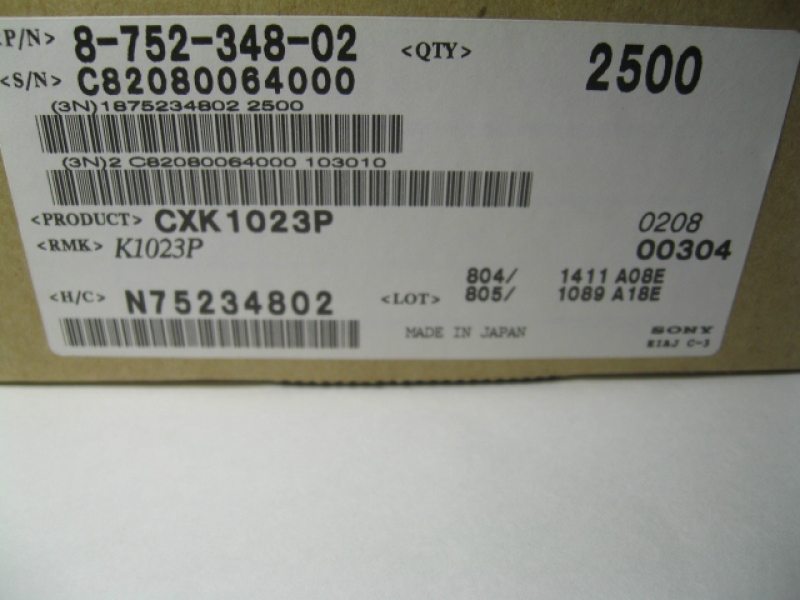 <P/N> 8-752-348-02 <QTY> 2500
<S/N> C82080064000
(3N)1875234802 2500
(3N)2 C82080064000 103010
<PRODUCT> CXK1023P 0208
<RMK> K1023P 00304
804/ 1411 A08E
<H/C> N75234802 <LOT> 805/ 1089 A18E
MADE IN JAPAN SONY
EIAJ C-3